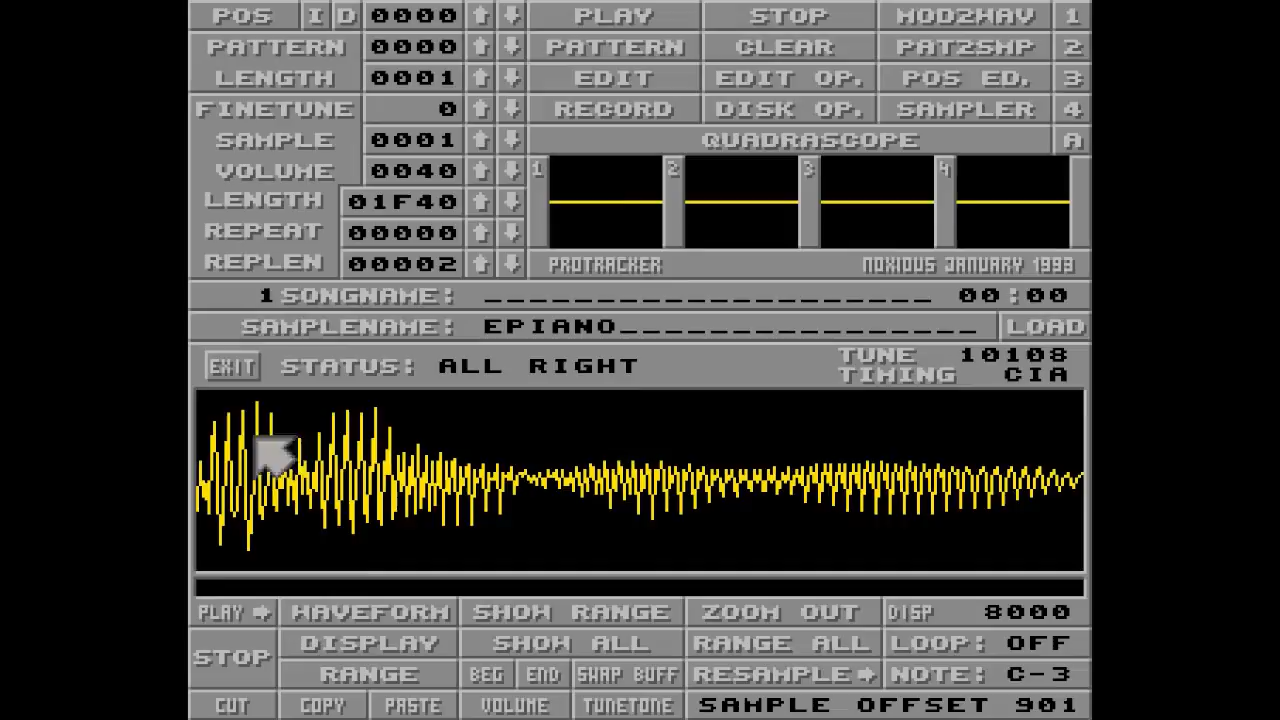 POS I D 0000 PLAY STOP MOD2WAV 1
PATTERN 0000 PATTERN CLEAR PAT2SMP 2
LENGTH 0001 EDIT EDIT OP. POS ED. 3
FINETUNE 0 RECORD DISK OP. SAMPLER 4
SAMPLE 0001 QUADRASCOPE A
VOLUME 0040 1 2 3 4
LENGTH 01F40
REPEAT 00000
REPLEN 00002 PROTRACKER NOXIOUS JANUARY 1993
1 SONGNAME: ____________________ 00:00
SAMPLENAME: EPIANO________________ LOAD
EXIT STATUS: ALL RIGHT TUNE 10108
TIMING CIA
PLAY WAVEFORM SHOW RANGE ZOOM OUT DISP 8000
STOP DISPLAY SHOW ALL RANGE ALL LOOP: OFF
RANGE BEG END SWAP BUFF RESAMPLE NOTE: C-3
CUT COPY PASTE VOLUME TUNETONE SAMPLE OFFSET 901